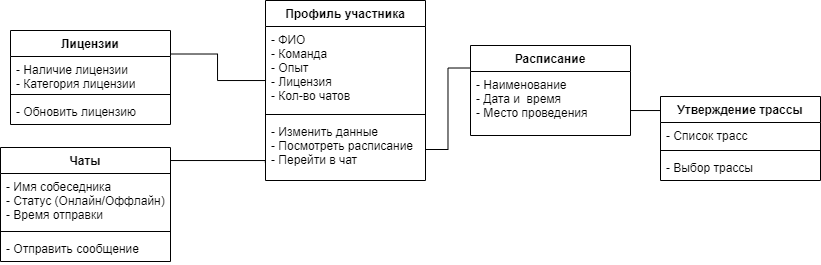 Лицензии
- Наличие лицензии
- Категория лицензии
- Обновить лицензию
Чаты
- Имя собеседника
- Статус (Онлайн/Оффлайн)
- Время отправки
- Отправить сообщение
Профиль участника
- ФИО
- Команда
- Опыт
- Лицензия
- Кол-во чатов
- Изменить данные
- Посмотреть расписание
- Перейти в чат
Расписание
- Наименование
- Дата и время
- Место проведения
Утверждение трассы
- Список трасс
- Выбор трассы